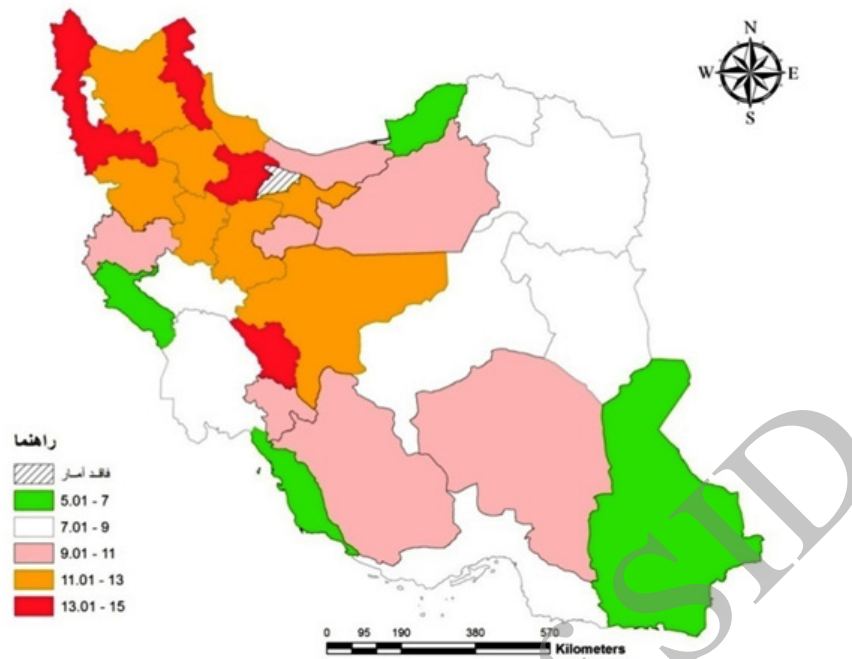 N
W E
S
راهنما
فاقد آمار
5.01 - 7
7.01 - 9
9.01 - 11
11.01 - 13
13.01 - 15
0 95 190 380 570
Kilometers
SID